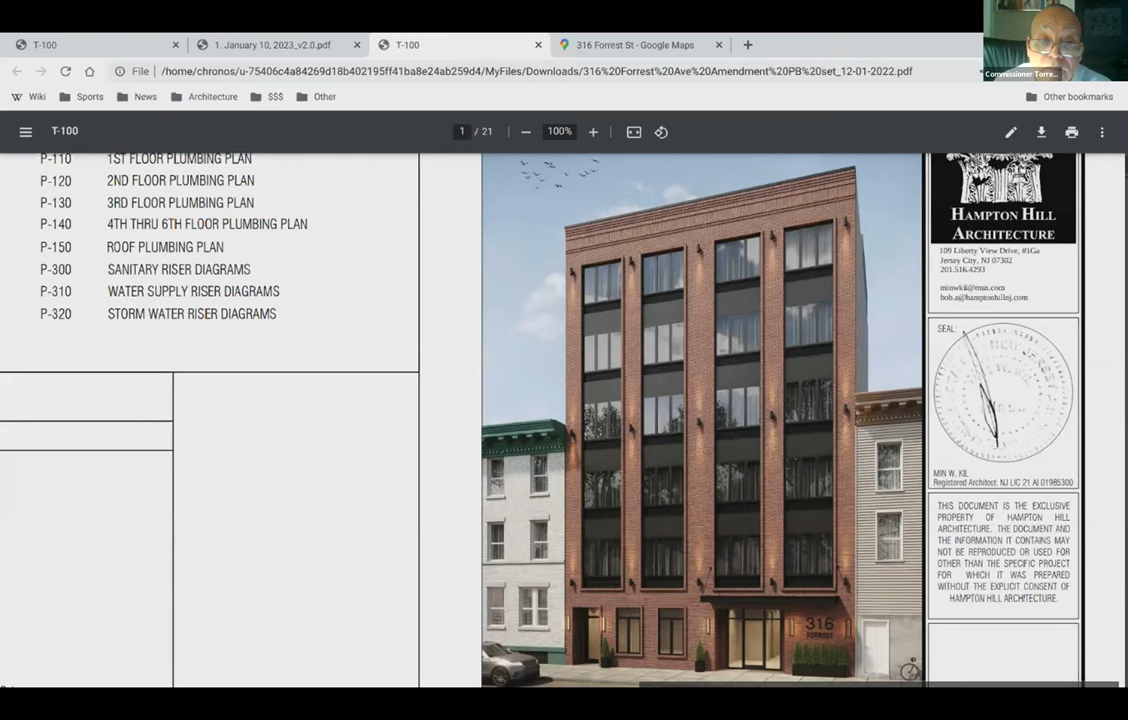 T-100
1. January 10, 2023_v2.0.pdf
T-100
316 Forrest St - Google Maps
Commissioner Torre...
File | /home/chronos/u-75406c4a84269d18b402195ff41ba8e24ab259d4/MyFiles/Downloads/316%20Forrest%20Ave%20Amendment%20PB%20set_12-01-2022.pdf
W Wiki
Sports
News
Architecture
$$$
Other
Other bookmarks
T-100
1 / 21
100%
P-110 1ST FLOOR PLUMBING PLAN
P-120 2ND FLOOR PLUMBING PLAN
P-130 3RD FLOOR PLUMBING PLAN
P-140 4TH THRU 6TH FLOOR PLUMBING PLAN
P-150 ROOF PLUMBING PLAN
P-300 SANITARY RISER DIAGRAMS
P-310 WATER SUPPLY RISER DIAGRAMS
P-320 STORM WATER RISER DIAGRAMS
316
FORREST
HAMPTON HILL
ARCHITECTURE
109 Liberty View Drive, #1Ga
Jersey City, NJ 07302
201.516.4293
minwkil@msn.com
bob.a@hamptonhillnj.com
SEAL:
MIN W. KIL
Registered Architect: NJ LIC 21 AI 01985300
THIS DOCUMENT IS THE EXCLUSIVE
PROPERTY OF HAMPTON HILL
ARCHITECTURE. THE DOCUMENT AND
THE INFORMATION IT CONTAINS MAY
NOT BE REPRODUCED OR USED FOR
OTHER THAN THE SPECIFIC PROJECT
FOR WHICH IT WAS PREPARED
WITHOUT THE EXPLICIT CONSENT OF
HAMPTON HILL ARCHITECTURE.